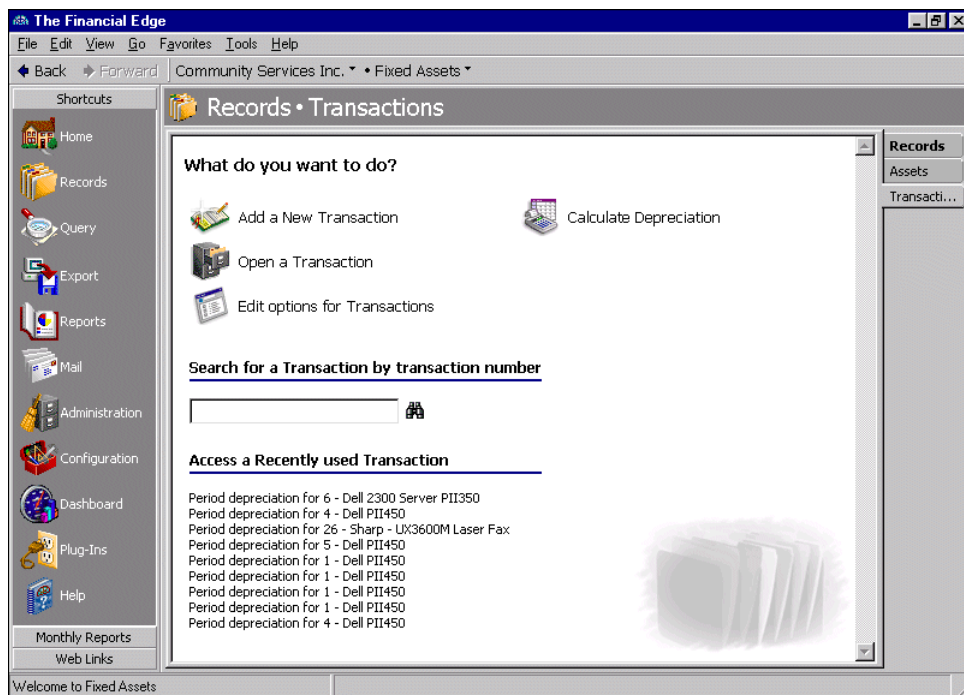 The Financial Edge
File Edit View Go Favorites Tools Help
Back Forward Community Services Inc. • Fixed Assets
Shortcuts
Home
Records
Query
Export
Reports
Mail
Administration
Configuration
Dashboard
Plug-Ins
Help
Monthly Reports
Web Links
Records • Transactions
What do you want to do?
Add a New Transaction
Calculate Depreciation
Open a Transaction
Edit options for Transactions
Search for a Transaction by transaction number
Access a Recently used Transaction
Period depreciation for 6 - Dell 2300 Server PII350
Period depreciation for 4 - Dell PII450
Period depreciation for 26 - Sharp - UX3600M Laser Fax
Period depreciation for 5 - Dell PII450
Period depreciation for 1 - Dell PII450
Period depreciation for 1 - Dell PII450
Period depreciation for 1 - Dell PII450
Period depreciation for 1 - Dell PII450
Period depreciation for 4 - Dell PII450
Records
Assets
Transacti...
Welcome to Fixed Assets